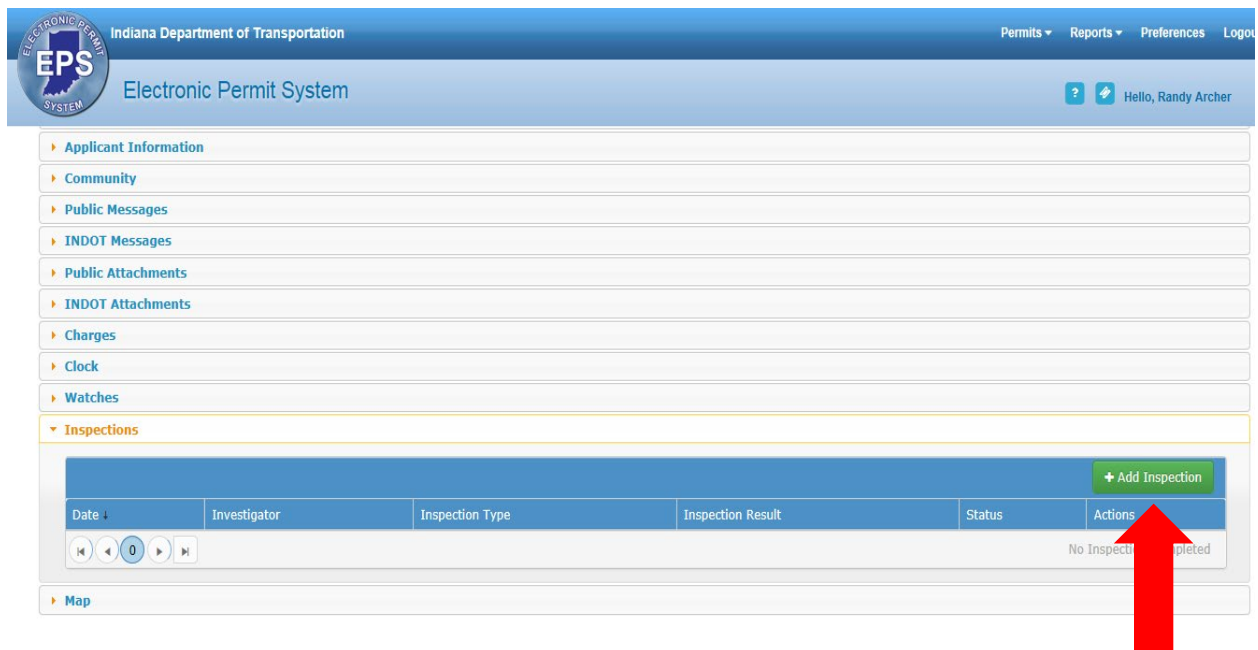 ELECTRONIC PERMIT
EPS
SYSTEM
Indiana Department of Transportation
Permits Reports Preferences Logou
Electronic Permit System
? Hello, Randy Archer
Applicant Information
Community
Public Messages
INDOT Messages
Public Attachments
INDOT Attachments
Charges
Clock
Watches
Inspections
+ Add Inspection
Date ↓ Investigator Inspection Type Inspection Result Status Actions
0 No
Map